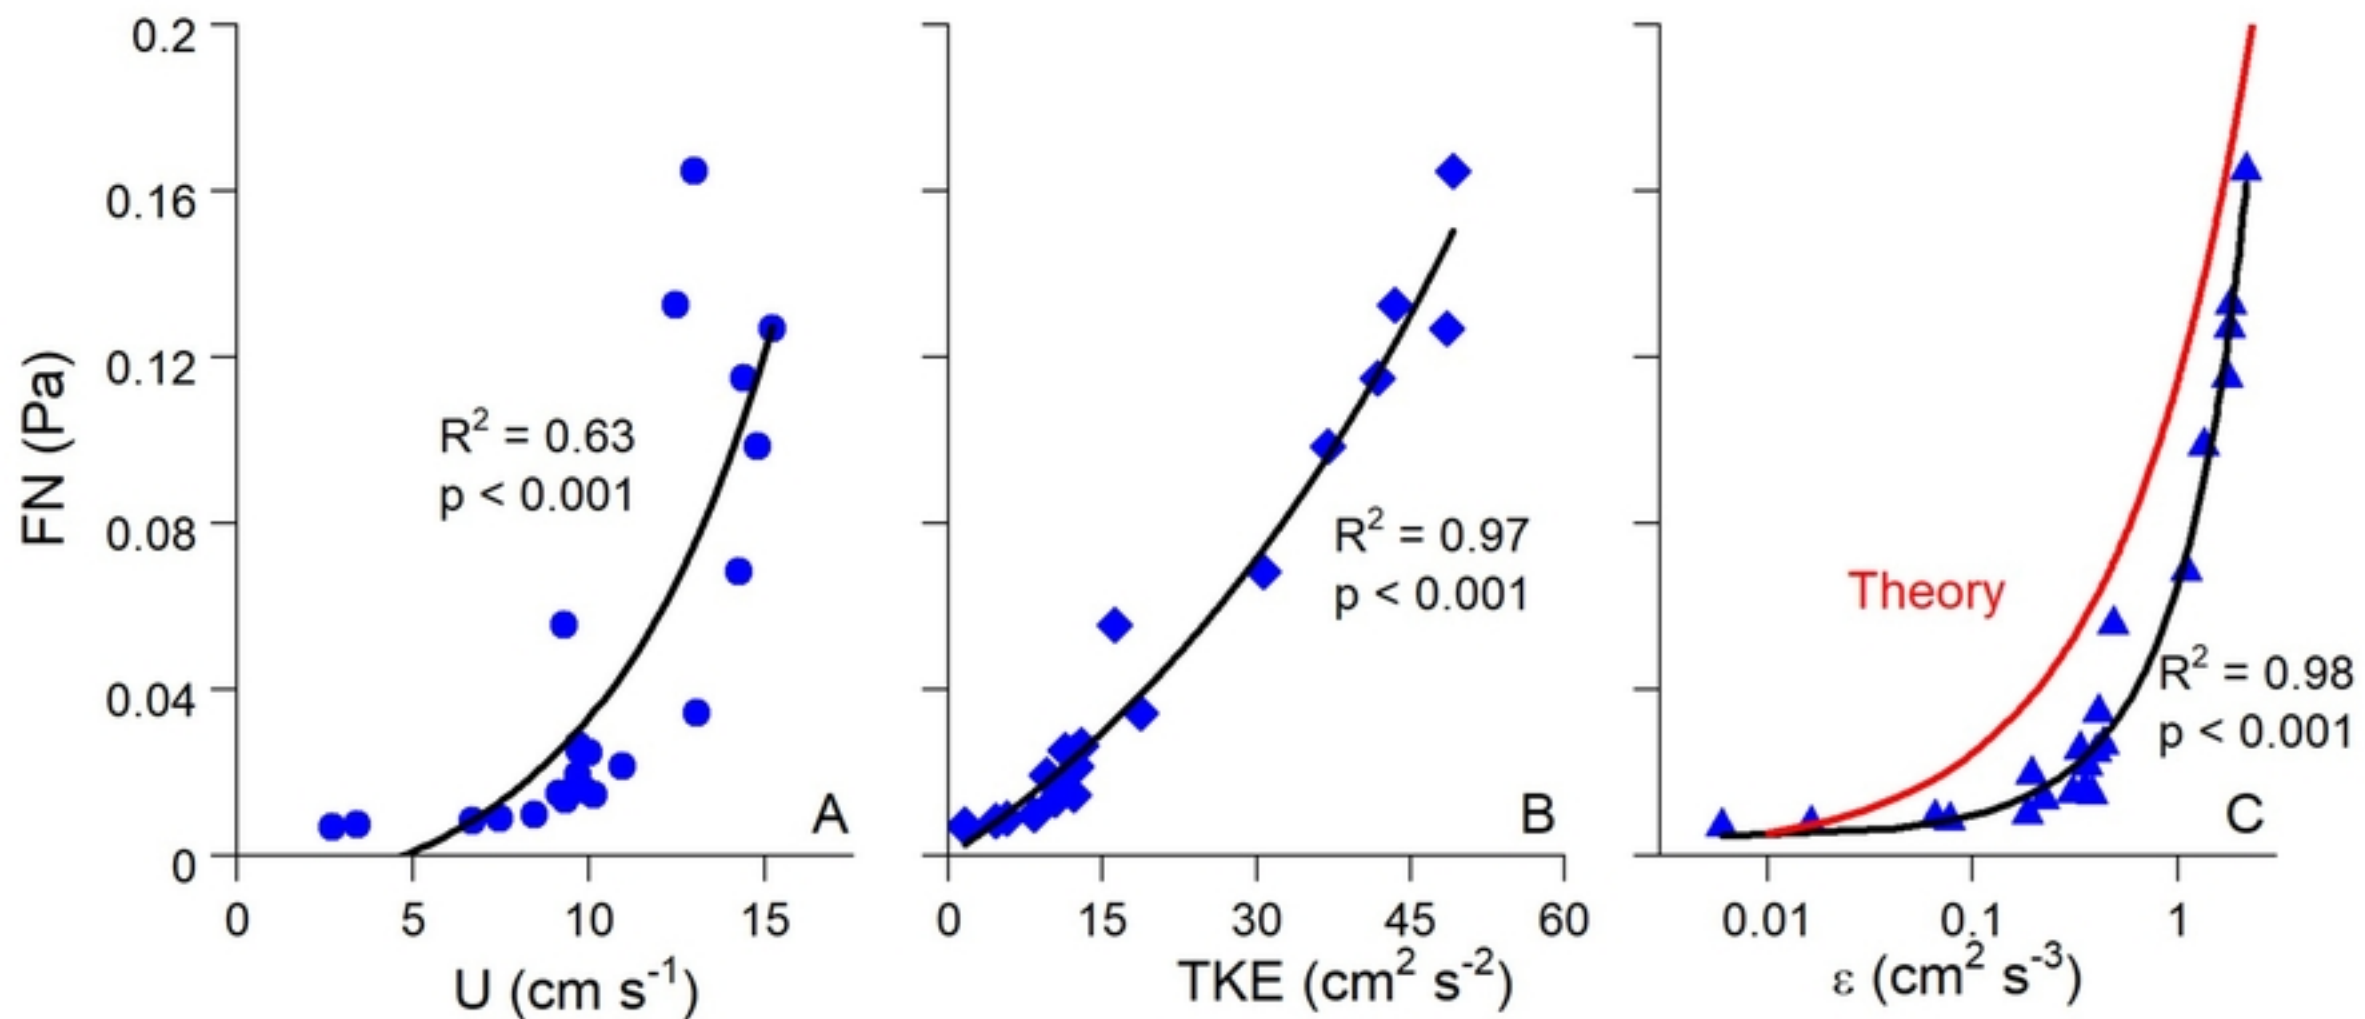 FN (Pa)
0.2
0.16
0.12
0.08
0.04
0
R² = 0.63
p < 0.001
A
0 5 10 15
U (cm s⁻¹)
R² = 0.97
p < 0.001
B
0 15 30 45 60
TKE (cm² s⁻²)
Theory
R² = 0.98
p < 0.001
C
0.01 0.1 1
ε (cm² s⁻³)